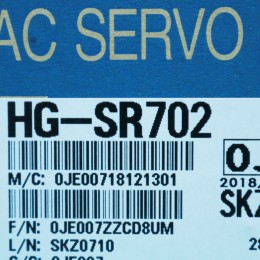 AC SERVO
HG-SR702
M/C: 0JE00718121301
0J
2018
F/N: 0JE007ZZCD8UM
SKZ
L/N: SKZ0710
28